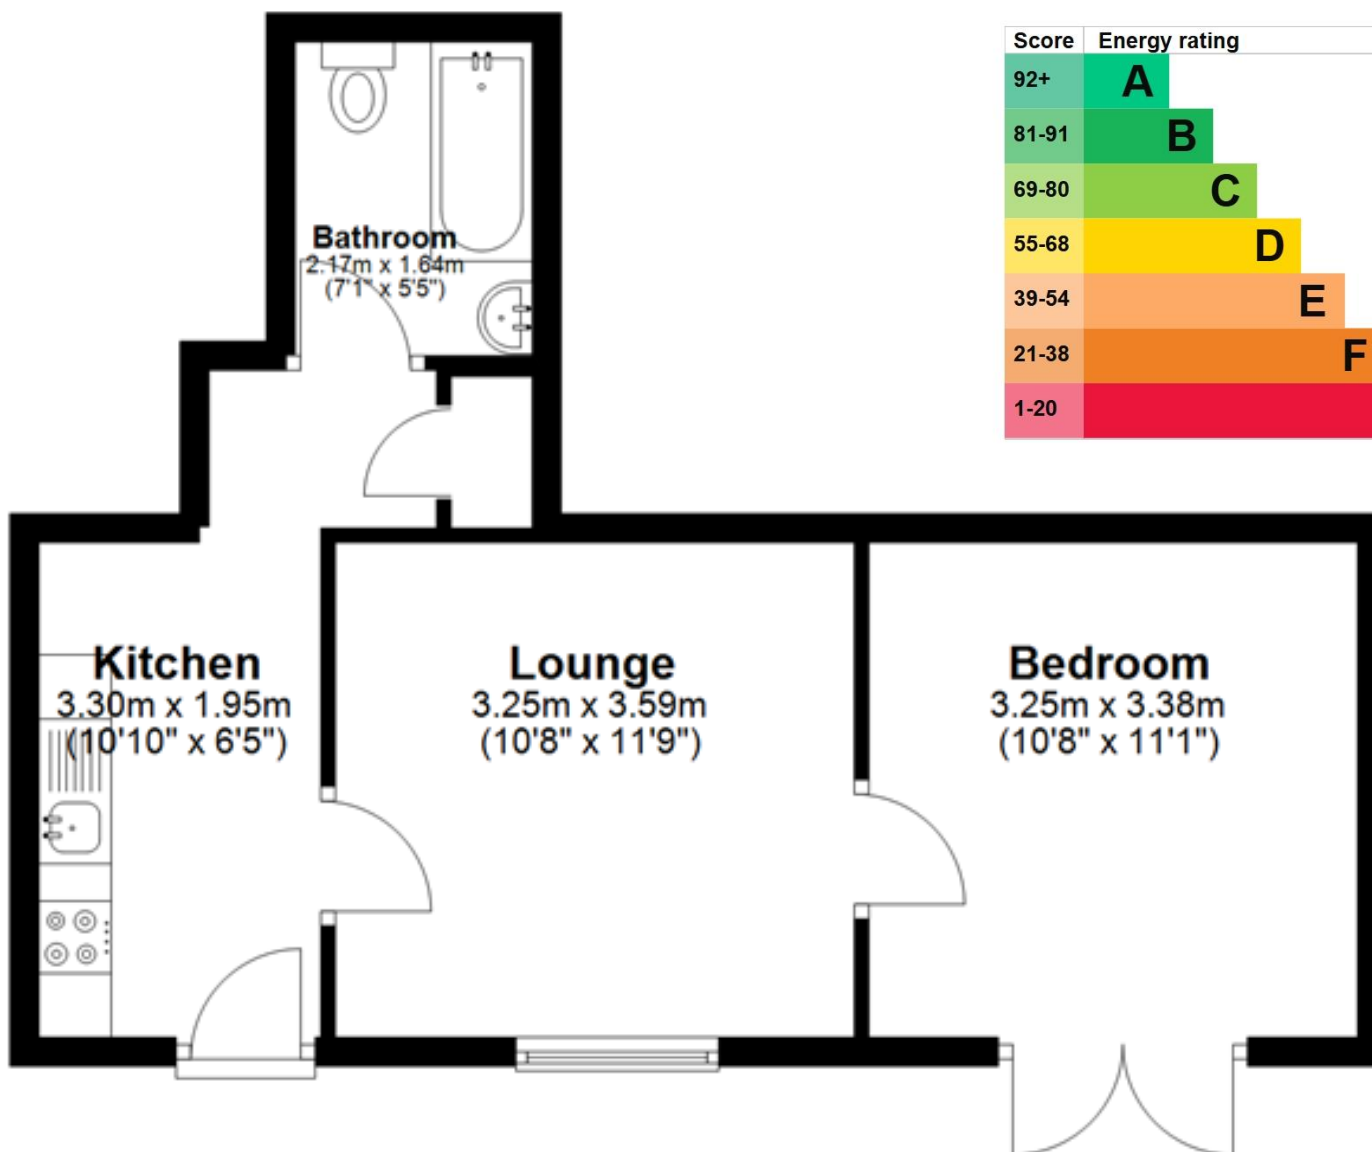 Score Energy rating
92+ A
81-91 B
69-80 C
55-68 D
39-54 E
21-38 F
1-20
Bathroom
2.17m x 1.64m
(7'1" x 5'5")
Kitchen
3.30m x 1.95m
(10'10" x 6'5")
Lounge
3.25m x 3.59m
(10'8" x 11'9")
Bedroom
3.25m x 3.38m
(10'8" x 11'1")